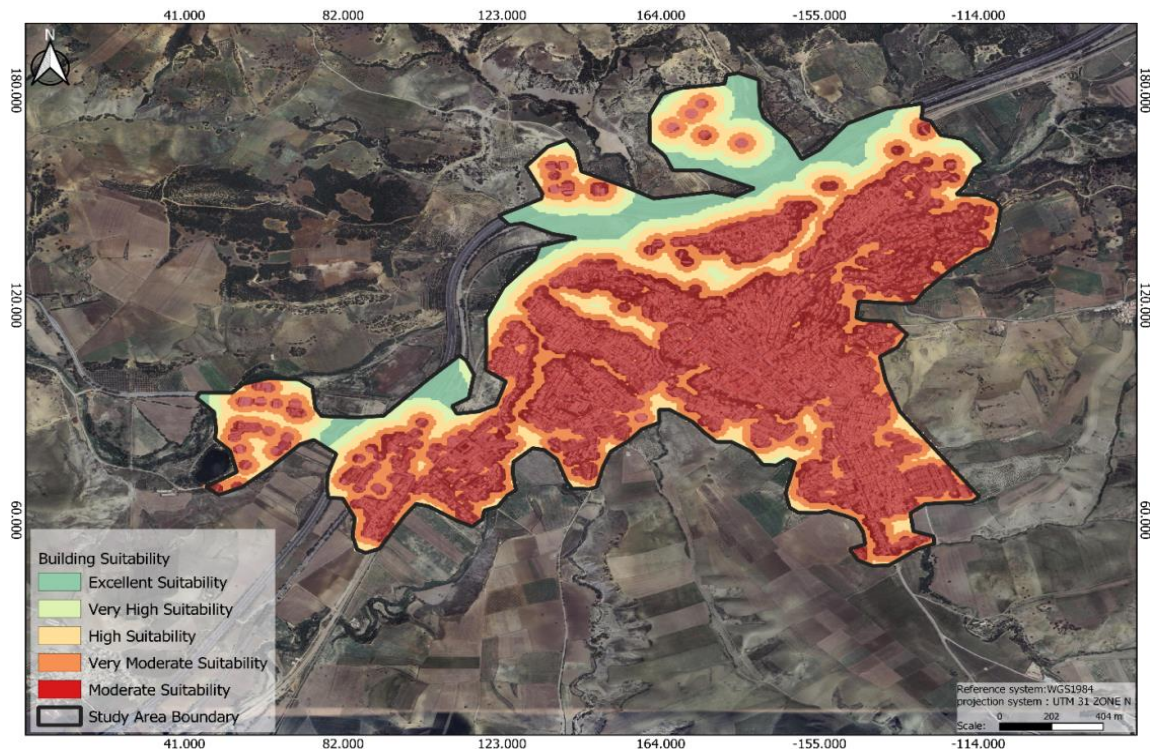 41.000 82.000 123.000 164.000 -155.000 -114.000
N
180.000 180.000
120.000 120.000
60.000 60.000
Building Suitability
Excellent Suitability
Very High Suitability
High Suitability
Very Moderate Suitability
Moderate Suitability
Study Area Boundary
Reference system:WGS1984
projection system : UTM 31 ZONE N
Scale: 0 202 404 m
41.000 82.000 123.000 164.000 -155.000 -114.000